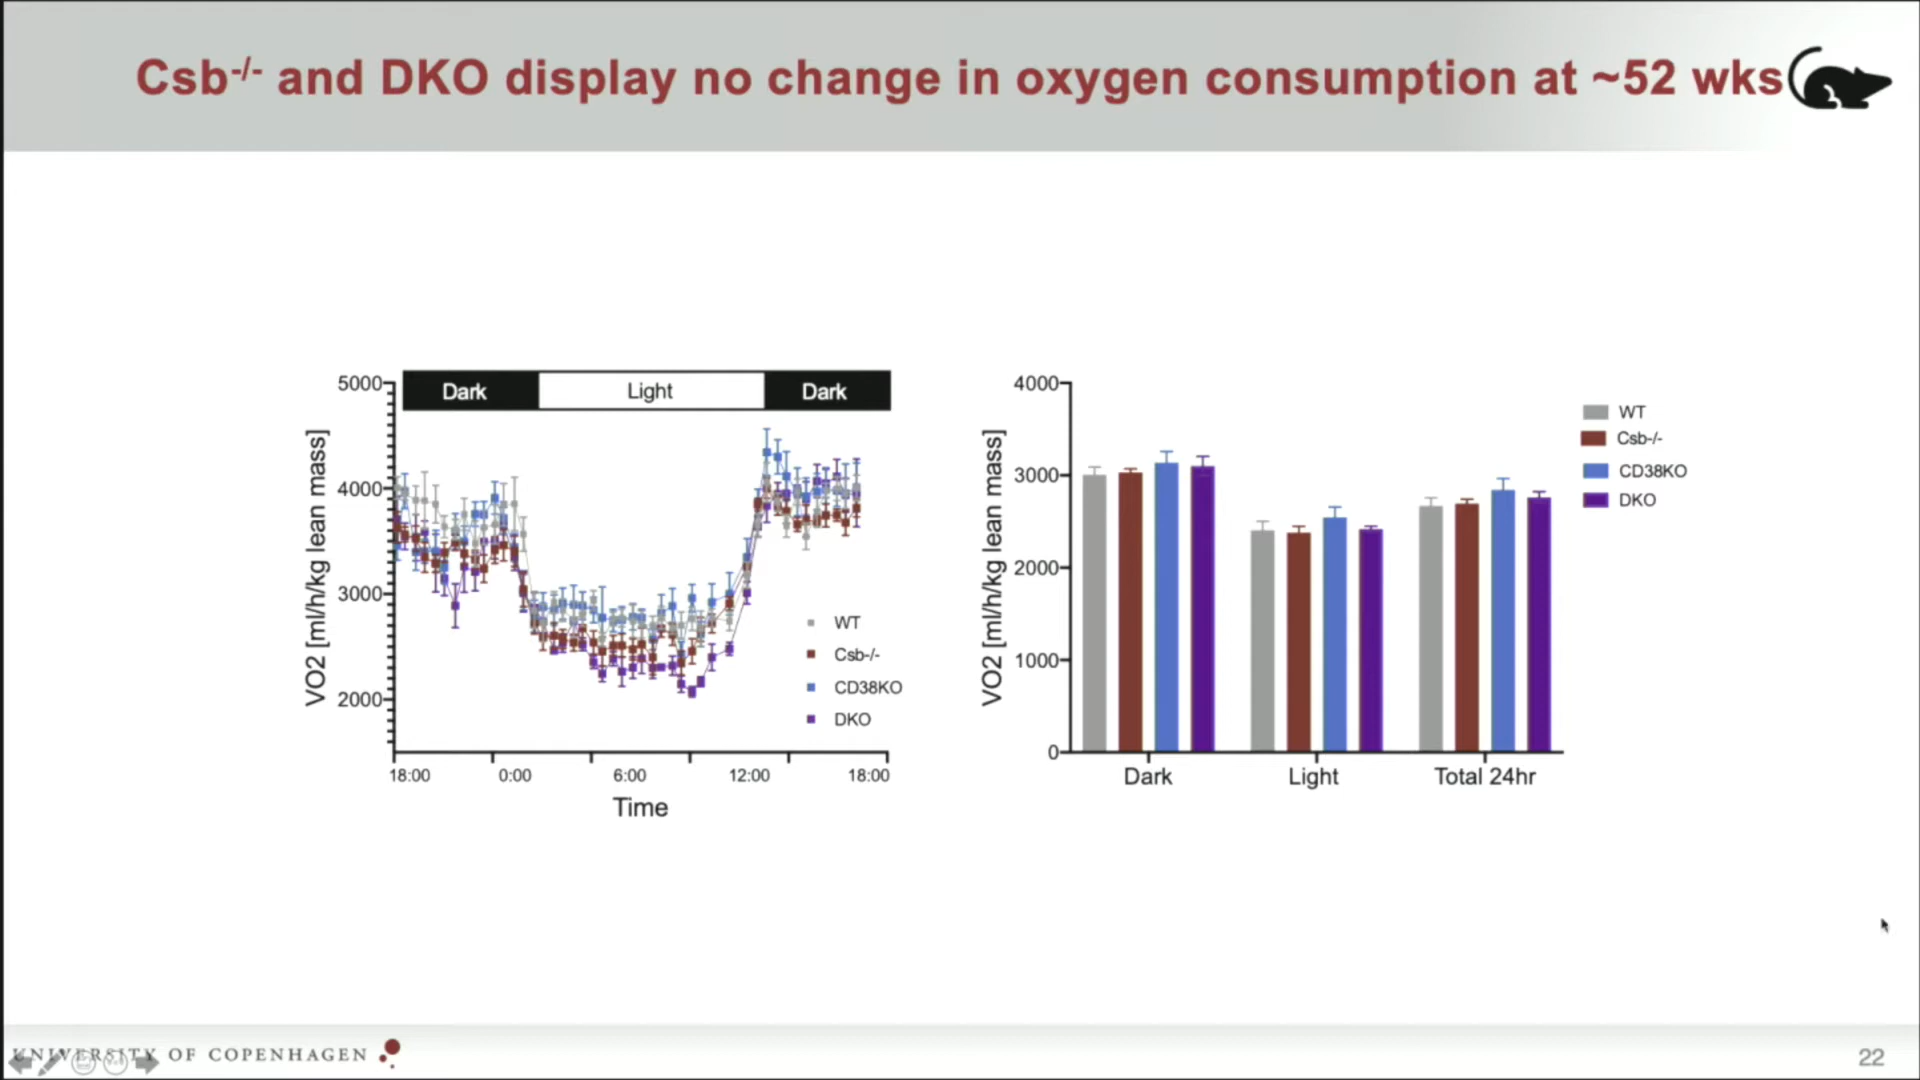 Csb-/- and DKO display no change in oxygen consumption at ~52 wks
5000
4000
3000
2000
VO2 [ml/h/kg lean mass]
Dark
Light
Dark
WT
Csb-/-
CD38KO
DKO
18:00
0:00
6:00
12:00
18:00
Time
4000
3000
2000
1000
0
VO2 [ml/h/kg lean mass]
Dark
Light
Total 24hr
WT
Csb-/-
CD38KO
DKO
UNIVERSITY OF COPENHAGEN
22